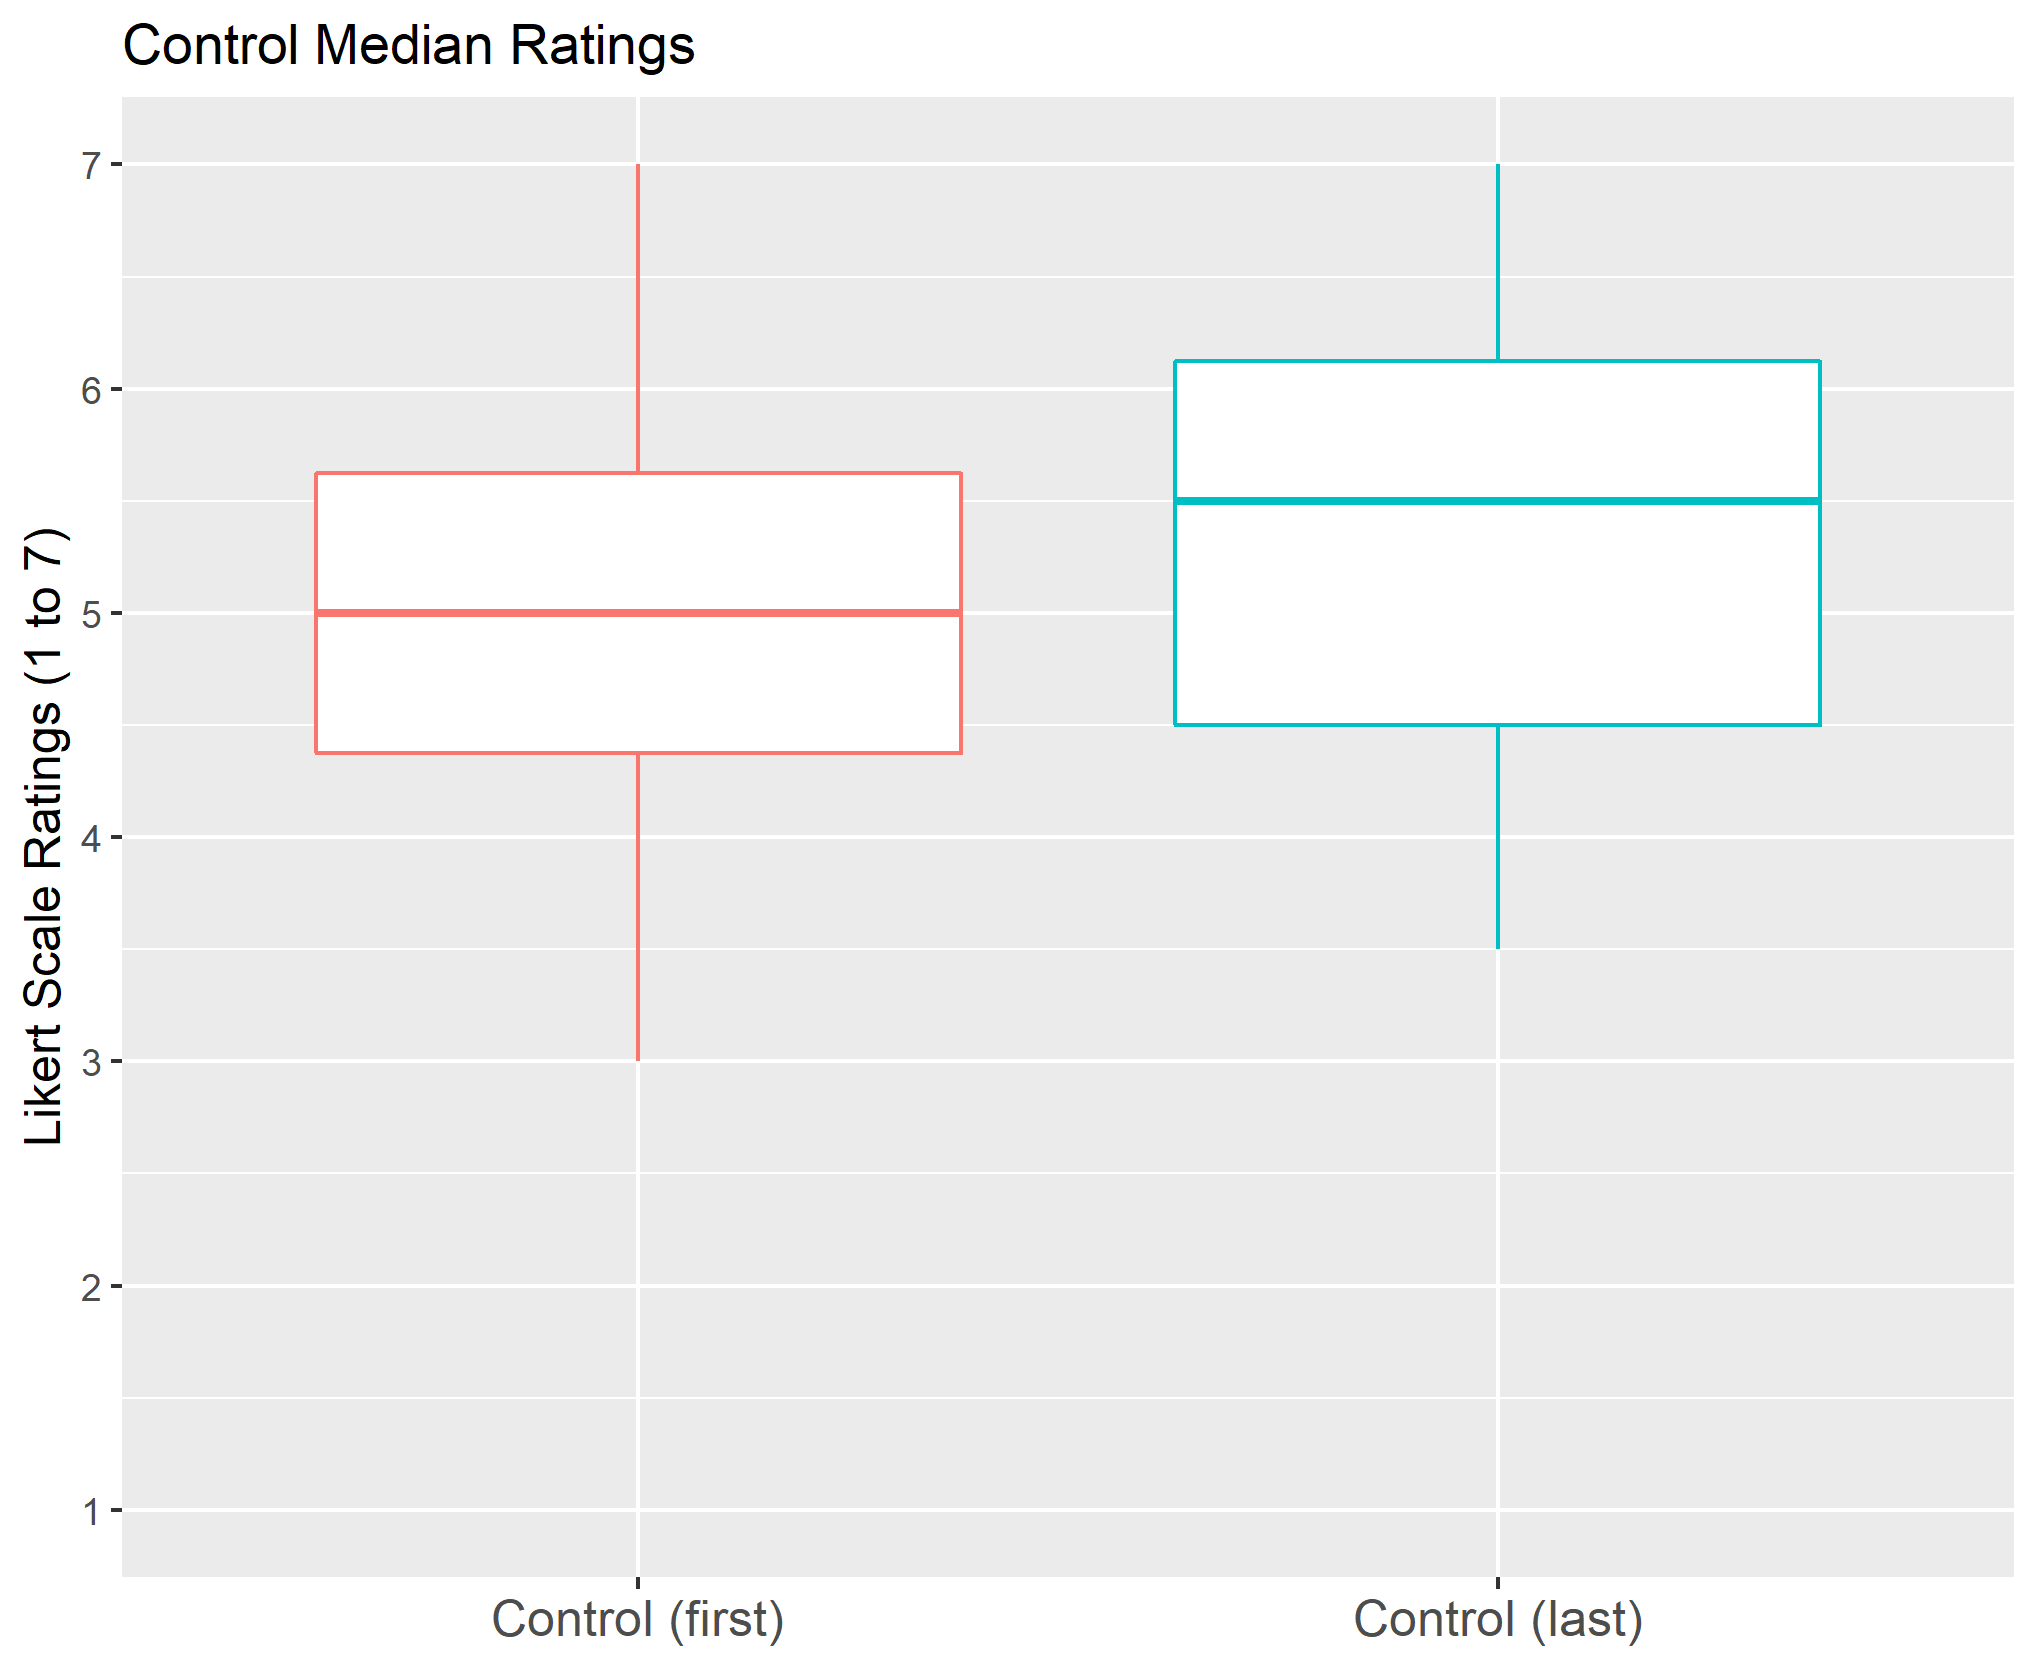 Control Median Ratings
Likert Scale Ratings (1 to 7)
7
6
5
4
3
2
1
Control (first)
Control (last)